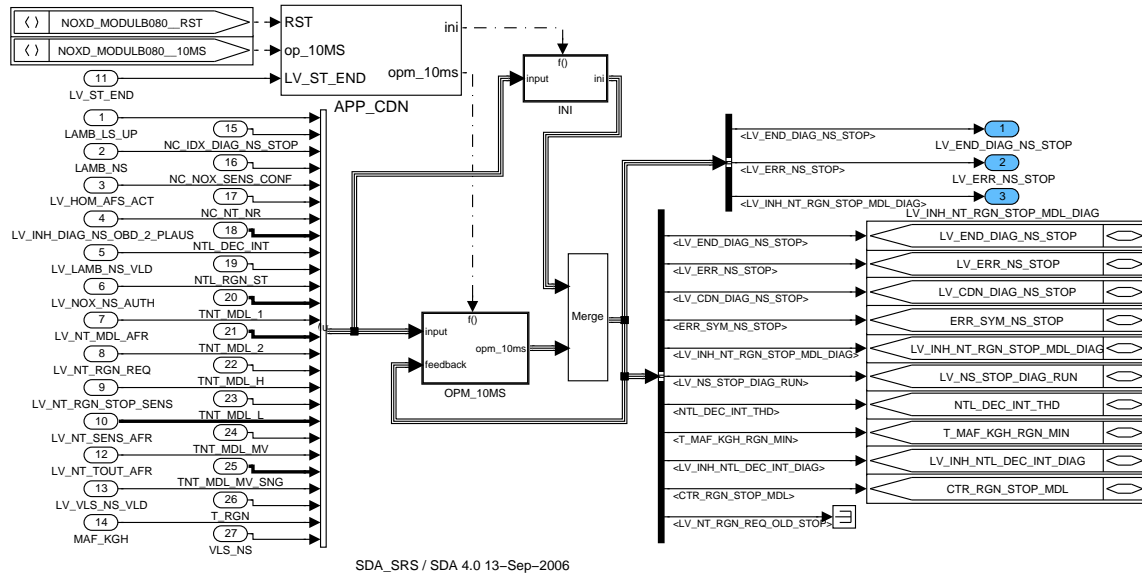 NOXD_MODULB080__RST
NOXD_MODULB080__10MS
RST
op_10MS
LV_ST_END
ini
opm_10ms
APP_CDN
11
LV_ST_END
f()
input
ini
INI
1
LAMB_LS_UP
2
LAMB_NS
3
LV_HOM_AFS_ACT
4
LV_INH_DIAG_NS_OBD_2_PLAUS
5
LV_LAMB_NS_VLD
6
LV_NOX_NS_AUTH
7
LV_NT_MDL_AFR
8
LV_NT_RGN_REQ
9
LV_NT_RGN_STOP_SENS
10
LV_NT_SENS_AFR
12
LV_NT_TOUT_AFR
13
LV_VLS_NS_VLD
14
MAF_KGH
15
NC_IDX_DIAG_NS_STOP
16
NC_NOX_SENS_CONF
17
NC_NT_NR
18
NTL_DEC_INT
19
NTL_RGN_ST
20
TNT_MDL_1
21
TNT_MDL_2
22
TNT_MDL_H
23
TNT_MDL_L
24
TNT_MDL_MV
25
TNT_MDL_MV_SNG
26
T_RGN
27
VLS_NS
f()
input
feedback
opm_10ms
OPM_10MS
Merge
<LV_END_DIAG_NS_STOP>
<LV_ERR_NS_STOP>
<LV_INH_NT_RGN_STOP_MDL_DIAG>
1
LV_END_DIAG_NS_STOP
2
LV_ERR_NS_STOP
3
LV_INH_NT_RGN_STOP_MDL_DIAG
<LV_END_DIAG_NS_STOP>
<LV_ERR_NS_STOP>
<LV_CDN_DIAG_NS_STOP>
<ERR_SYM_NS_STOP>
<LV_INH_NT_RGN_STOP_MDL_DIAG>
<LV_NS_STOP_DIAG_RUN>
<NTL_DEC_INT_THD>
<T_MAF_KGH_RGN_MIN>
<LV_INH_NTL_DEC_INT_DIAG>
<CTR_RGN_STOP_MDL>
<LV_NT_RGN_REQ_OLD_STOP>
LV_END_DIAG_NS_STOP
LV_ERR_NS_STOP
LV_CDN_DIAG_NS_STOP
ERR_SYM_NS_STOP
LV_INH_NT_RGN_STOP_MDL_DIAG
LV_NS_STOP_DIAG_RUN
NTL_DEC_INT_THD
T_MAF_KGH_RGN_MIN
LV_INH_NTL_DEC_INT_DIAG
CTR_RGN_STOP_MDL
SDA_SRS / SDA 4.0 13−Sep−2006